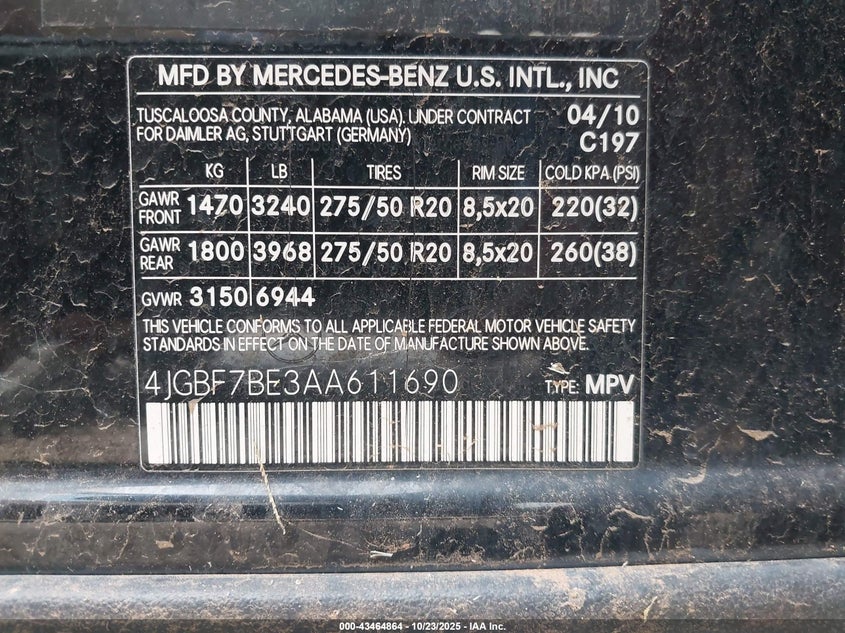 MFD BY MERCEDES-BENZ U.S. INTL., INC
TUSCALOOSA COUNTY, ALABAMA (USA). UNDER CONTRACT 04/10
FOR DAIMLER AG, STUTTGART (GERMANY) C197
KG LB TIRES RIM SIZE COLD KPA (PSI)
GAWR FRONT 1470 3240 275/50 R20 8,5x20 220(32)
GAWR REAR 1800 3968 275/50 R20 8,5x20 260(38)
GVWR 3150 6944
THIS VEHICLE CONFORMS TO ALL APPLICABLE FEDERAL MOTOR VEHICLE SAFETY
STANDARDS IN EFFECT ON THE DATE OF MANUFACTURE SHOWN ABOVE.
4JGBF7BE3AA611690 TYPE: MPV
000-43464864 - 10/23/2025 - IAA Inc.